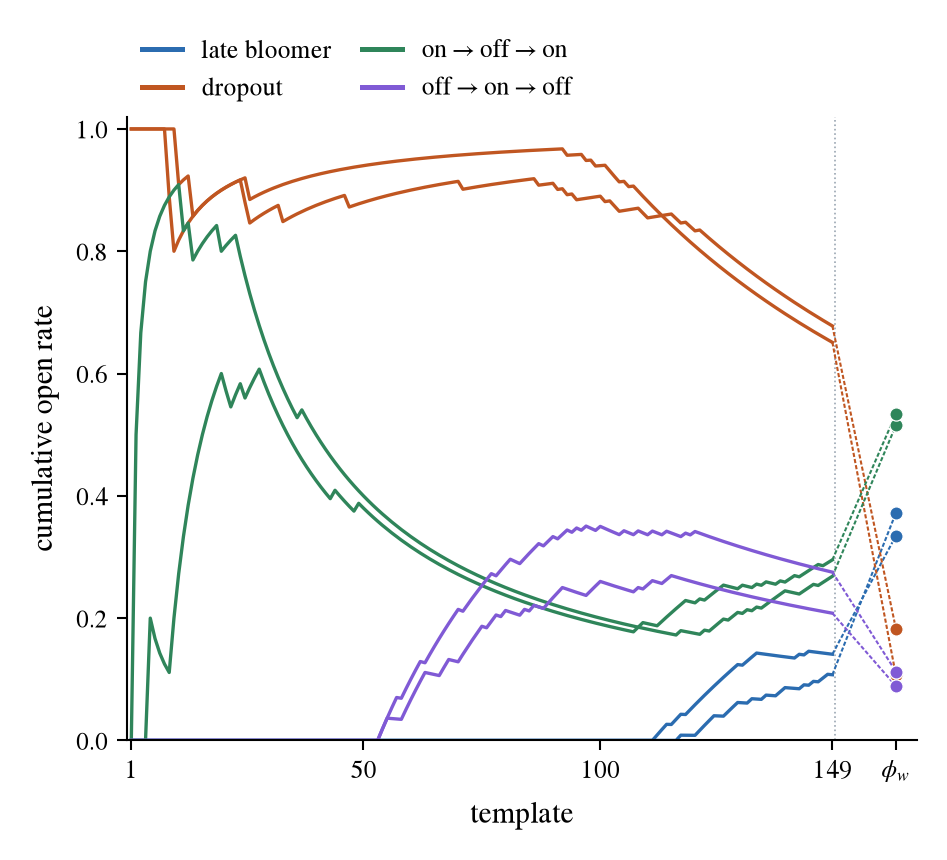 late bloomer
dropout
on → off → on
off → on → off
cumulative open rate
1.0
0.8
0.6
0.4
0.2
0.0
1
50
100
149
ϕw
template